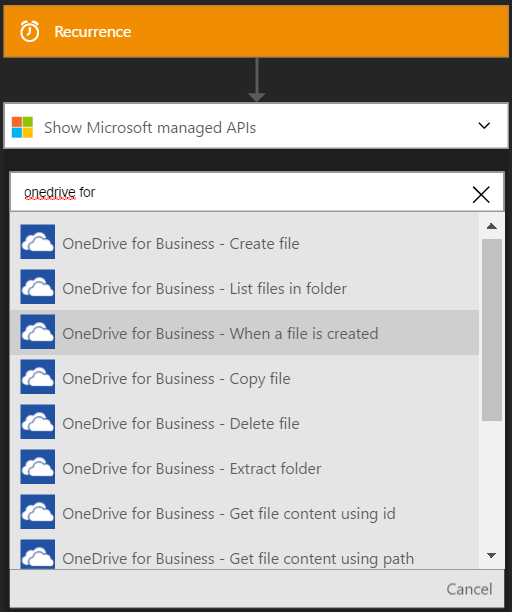 Recurrence
Show Microsoft managed APIs
onedrive for
OneDrive for Business - Create file
OneDrive for Business - List files in folder
OneDrive for Business - When a file is created
OneDrive for Business - Copy file
OneDrive for Business - Delete file
OneDrive for Business - Extract folder
OneDrive for Business - Get file content using id
OneDrive for Business - Get file content using path
Cancel